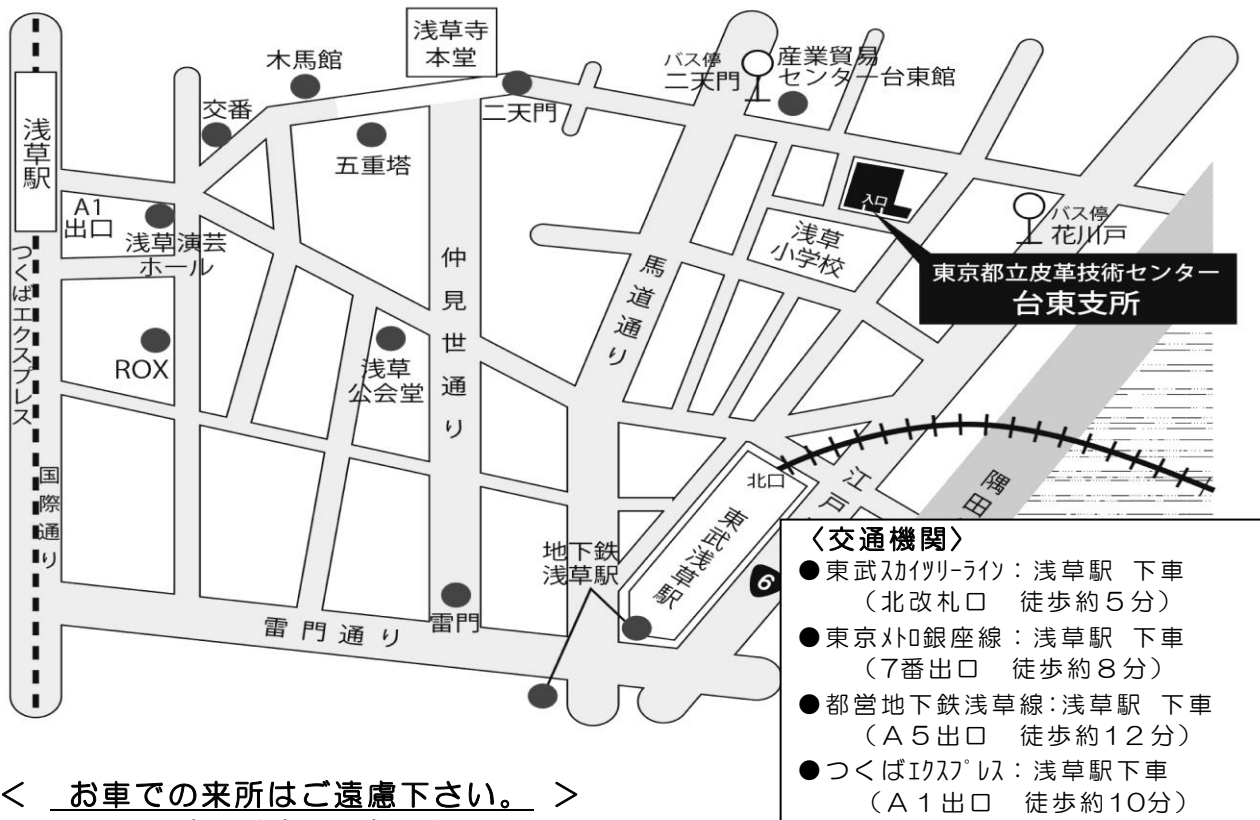 浅草寺
本堂
木馬館
バス停
二天門
産業貿易
センター台東館
交番
二天門
浅草駅
五重塔
入口
A1
出口
浅草演芸
ホール
浅草
小学校
バス停
花川戸
つくばエクスプレス
仲見世通り
馬道通り
東京都立皮革技術センター
台東支所
ROX
浅草
公会堂
国際通り
北口
江戸
隅田
東武浅草駅
地下鉄
浅草駅
6
雷門
雷門通り
〈交通機関〉
●東武ｽｶｲﾂﾘｰﾗｲﾝ：浅草駅 下車
（北改札口　徒歩約５分）
●東京ﾒﾄﾛ銀座線：浅草駅 下車
（7番出口　徒歩約８分）
●都営地下鉄浅草線：浅草駅 下車
（Ａ５出口　徒歩約１２分）
●つくばｴｸｽﾌﾟﾚｽ：浅草駅下車
（Ａ１出口　徒歩約10分）
＜ お車での来所はご遠慮下さい。 ＞